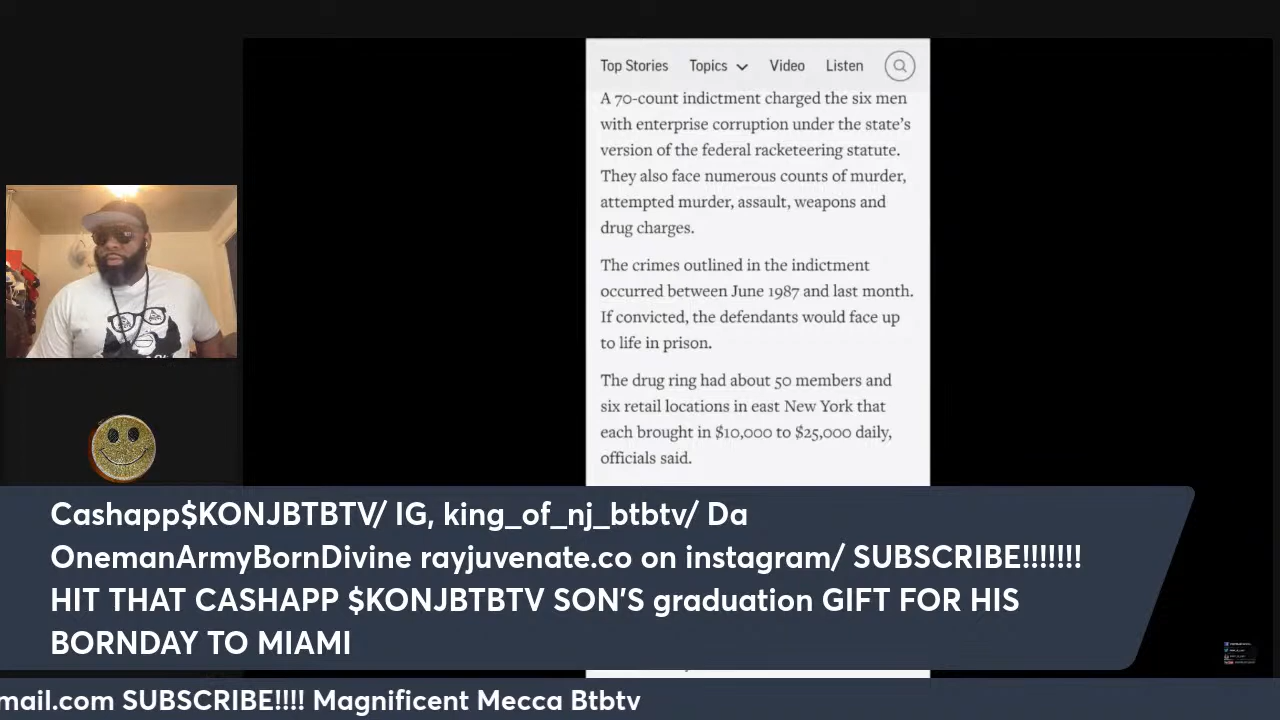 Top Stories Topics Video Listen
A 70-count indictment charged the six men
with enterprise corruption under the state's
version of the federal racketeering statute.
They also face numerous counts of murder,
attempted murder, assault, weapons and
drug charges.
The crimes outlined in the indictment
occurred between June 1987 and last month.
If convicted, the defendants would face up
to life in prison.
The drug ring had about 50 members and
six retail locations in east New York that
each brought in $10,000 to $25,000 daily,
officials said.
Cashapp$KONJBTBTV/ IG, king_of_nj_btbtv/ Da
OnemanArmyBornDivine rayjuvenate.co on instagram/ SUBSCRIBE!!!!!!!
HIT THAT CASHAPP $KONJBTBTV SON'S graduation GIFT FOR HIS
BORNDAY TO MIAMI
mail.com SUBSCRIBE!!!! Magnificent Mecca Btbtv